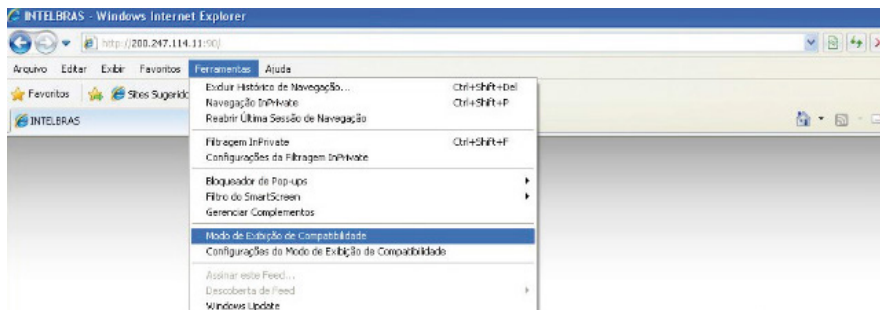 INTELBRAS - Windows Internet Explorer
http://200.247.114.11:90/
Arquivo Editar Exibir Favoritos Ferramentas Ajuda
Favoritos Sites Sugerido
INTELBRAS
Excluir Histórico de Navegação... Ctrl+Shift+Del
Navegação InPrivate Ctrl+Shift+P
Reabrir Última Sessão de Navegação
Filtragem InPrivate Ctrl+Shift+F
Configurações da Filtragem InPrivate
Bloqueador de Pop-ups
Filtro do SmartScreen
Gerenciar Complementos
Modo de Exibição de Compatibilidade
Configurações do Modo de Exibição de Compatibilidade
Assinar este Feed...
Descoberta de Feed
Windows Update